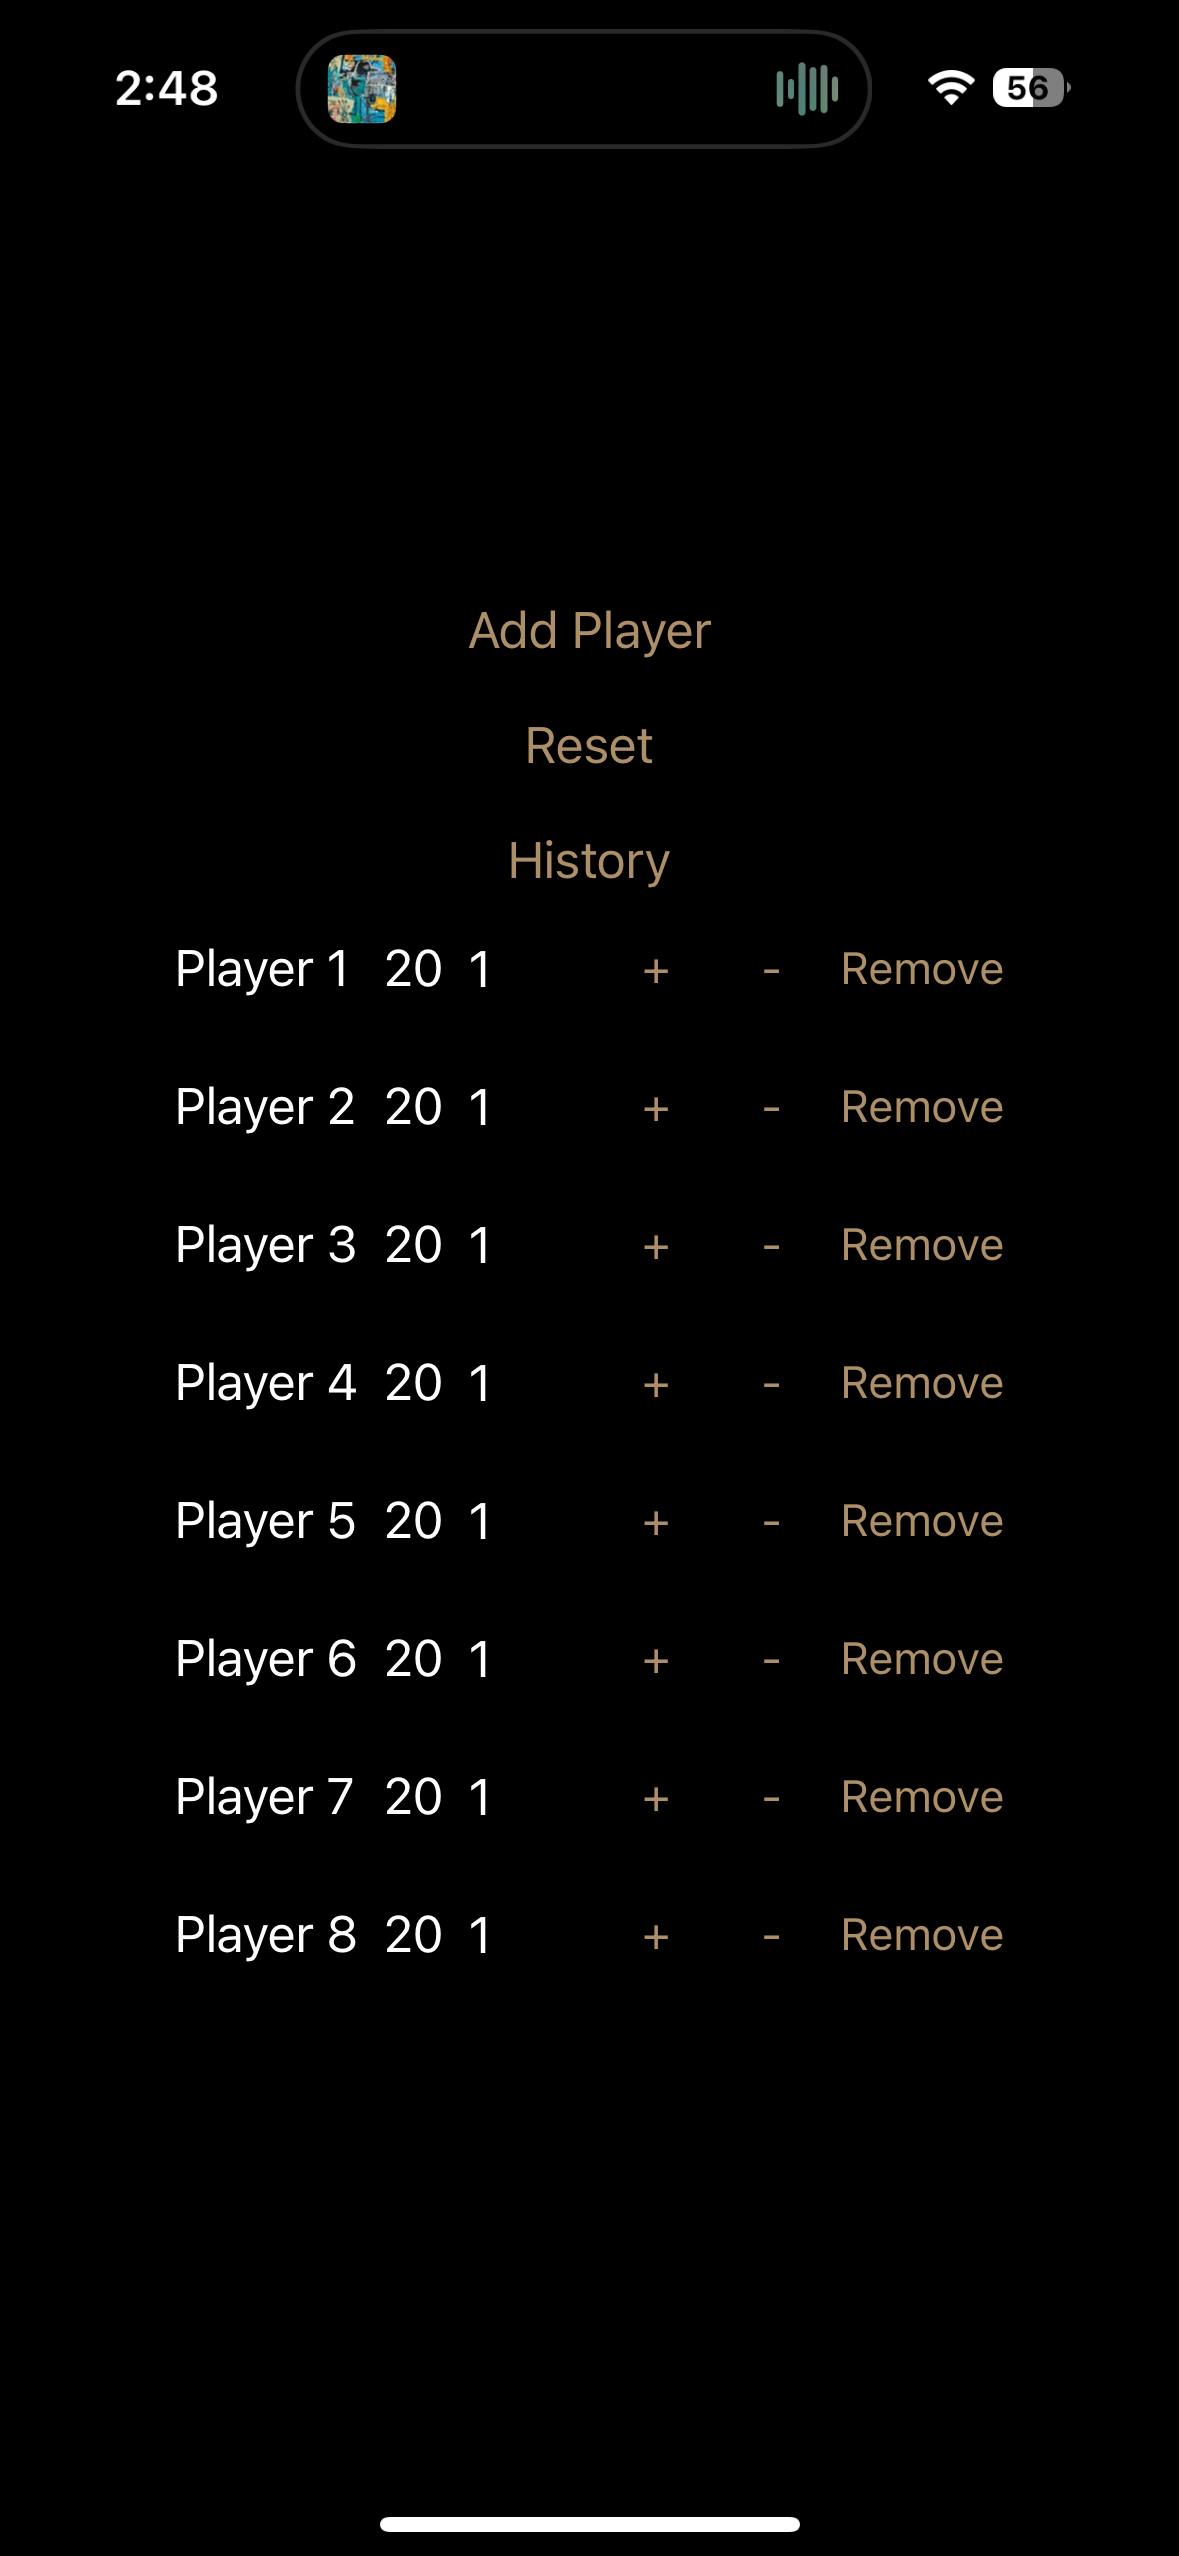 2:48 56
Add Player
Reset
History
Player 1 20 1 + - Remove
Player 2 20 1 + - Remove
Player 3 20 1 + - Remove
Player 4 20 1 + - Remove
Player 5 20 1 + - Remove
Player 6 20 1 + - Remove
Player 7 20 1 + - Remove
Player 8 20 1 + - Remove